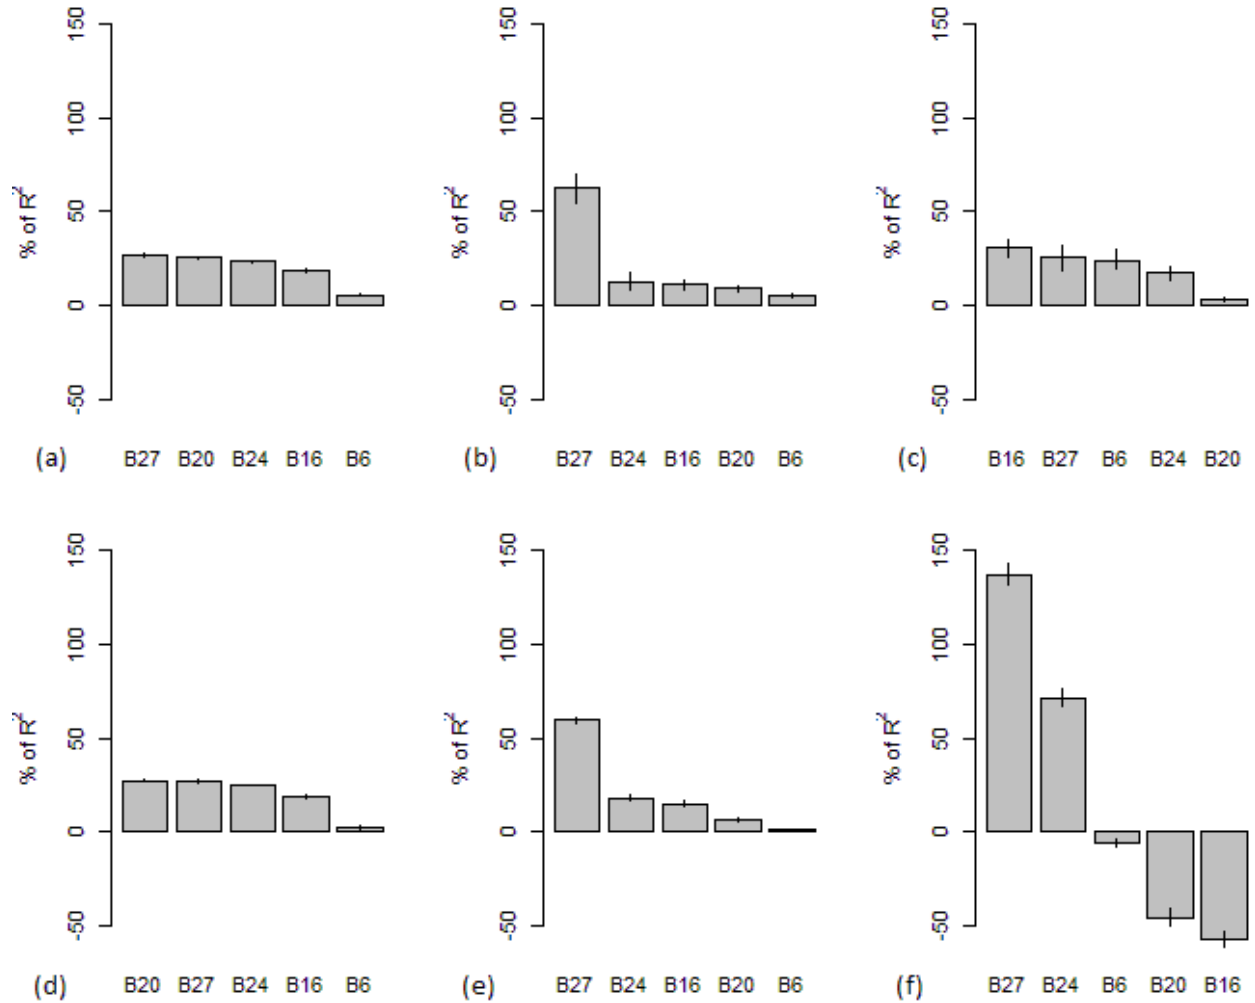 150
100
50
0
-50
% of R²
(a) B27 B20 B24 B16 B6
150
100
50
0
-50
% of R²
(b) B27 B24 B16 B20 B6
150
100
50
0
-50
% of R²
(c) B16 B27 B6 B24 B20
150
100
50
0
-50
% of R²
(d) B20 B27 B24 B16 B6
150
100
50
0
-50
% of R²
(e) B27 B24 B16 B20 B6
150
100
50
0
-50
% of R²
(f) B27 B24 B6 B20 B16